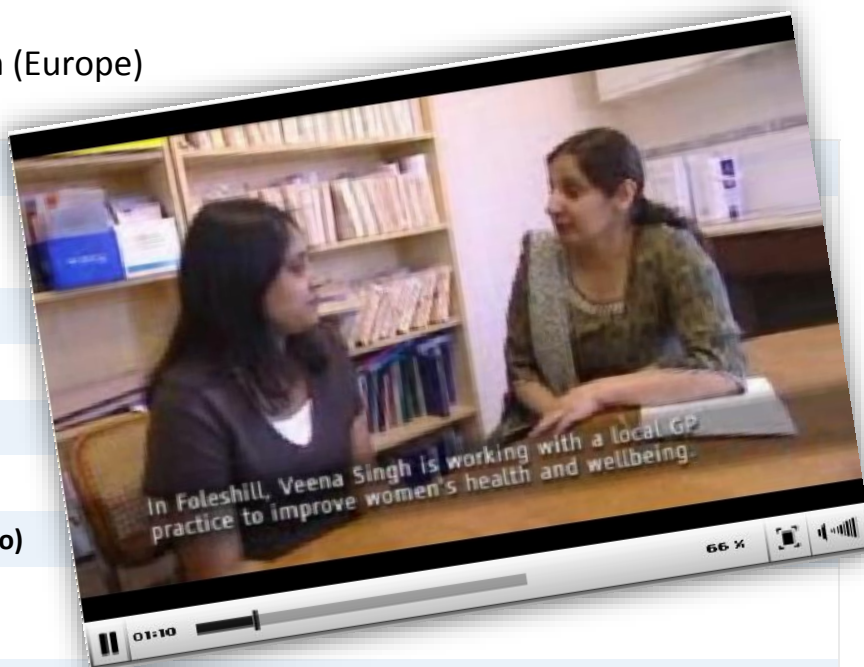 (Europe)
In Foleshill, Veena Singh is working with a local GP
practice to improve women's health and wellbeing.
o)
01:10
66 %